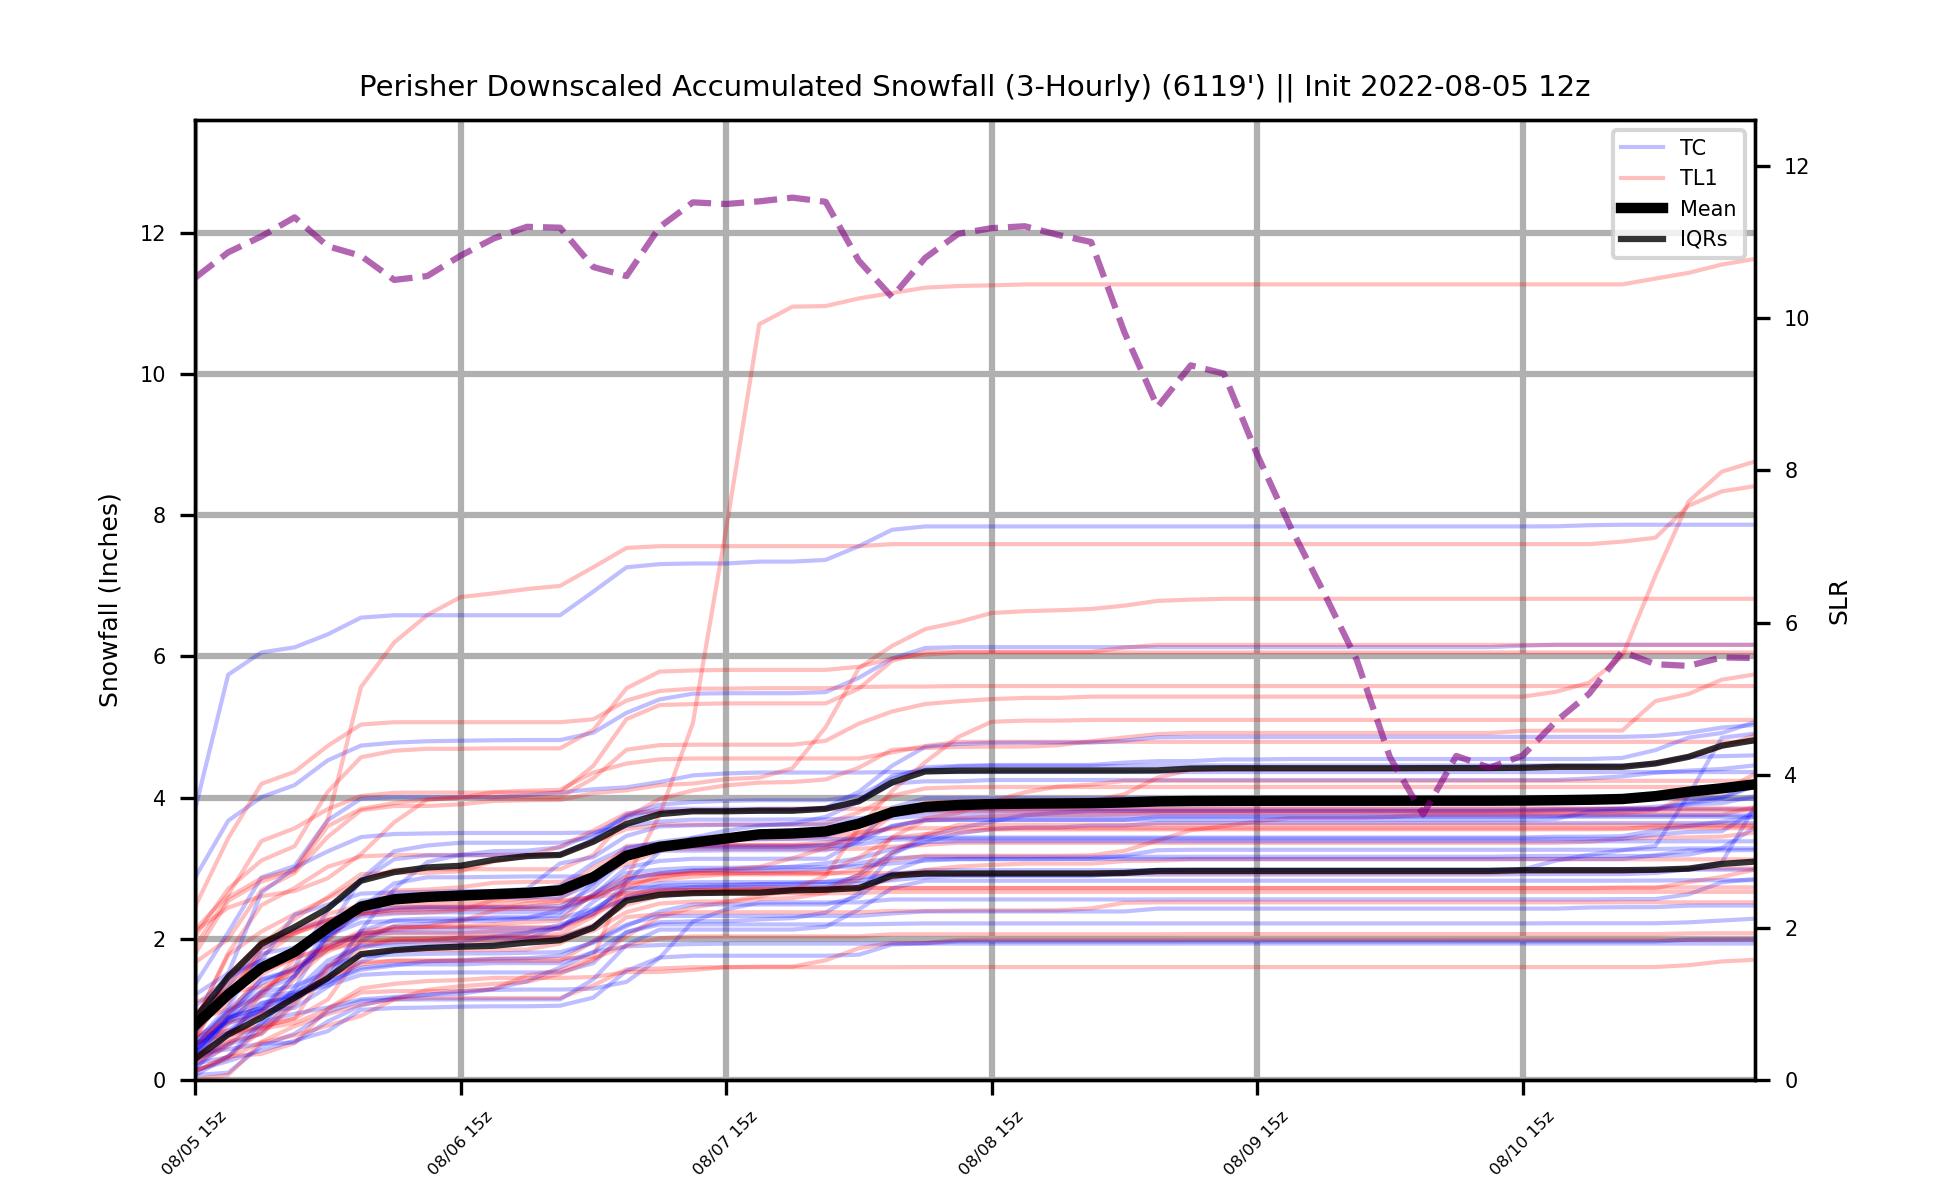 Perisher Downscaled Accumulated Snowfall (3-Hourly) (6119') || Init 2022-08-05 12z
TC
TL1
Mean
IQRs
Snowfall (Inches)
12
10
8
6
4
2
0
SLR
12
10
8
6
4
2
0
08/05 15z
08/06 15z
08/07 15z
08/08 15z
08/09 15z
08/10 15z